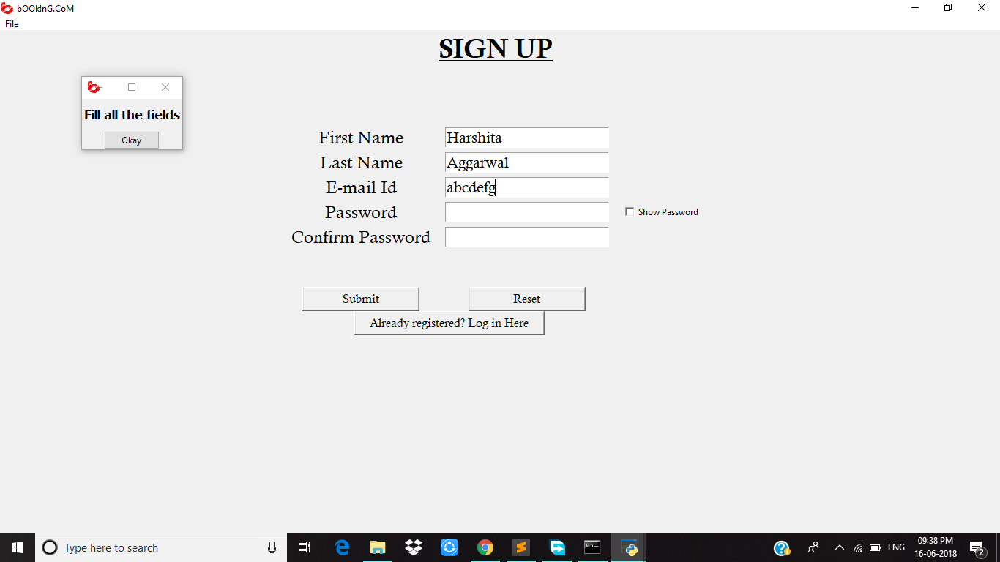 bOOk!nG.CoM
File
SIGN UP
Fill all the fields
Okay
First Name Harshita
Last Name Aggarwal
E-mail Id abcdefg
Password Show Password
Confirm Password
Submit Reset
Already registered? Log in Here
Type here to search
ENG
09:38 PM
16-06-2018
2